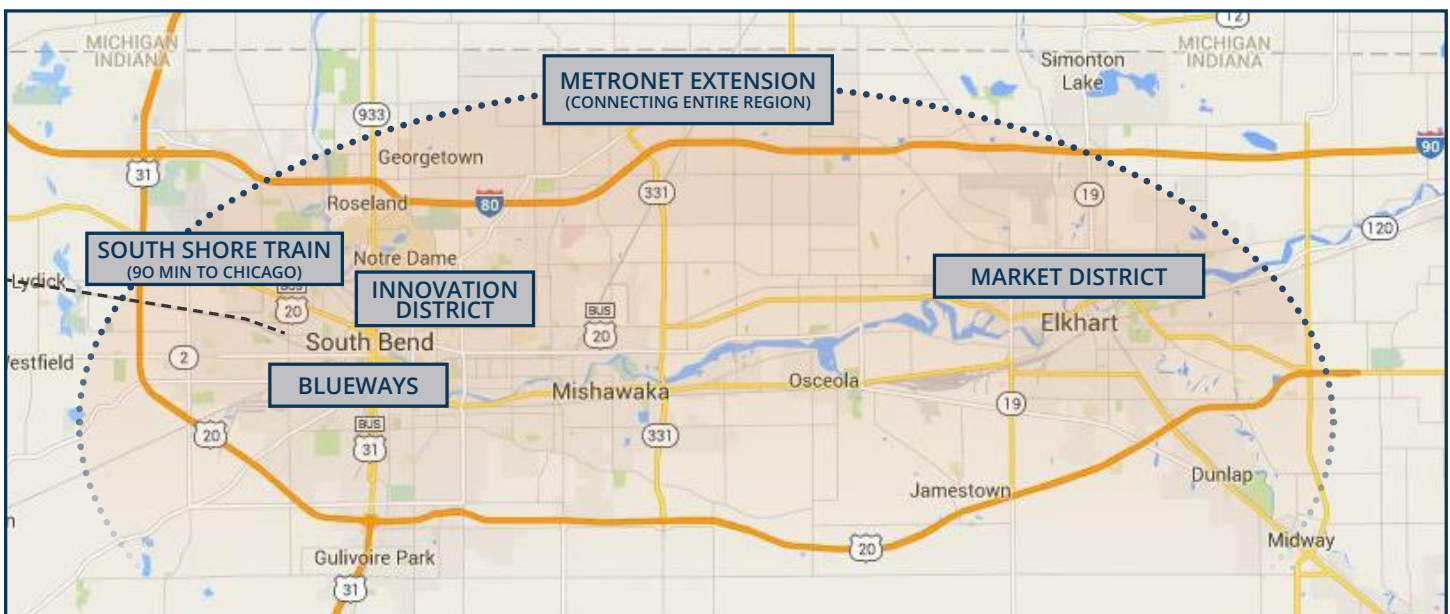 12
MICHIGAN
INDIANA
MICHIGAN
INDIANA
Simonton
Lake
METRONET EXTENSION
(CONNECTING ENTIRE REGION)
933
90
Georgetown
31
331
19
Roseland
80
120
SOUTH SHORE TRAIN
(90 MIN TO CHICAGO)
Notre Dame
MARKET DISTRICT
Lydick
INNOVATION
DISTRICT
BUS
20
BUS
20
Elkhart
South Bend
2
estfield
BLUEWAYS
Mishawaka
Osceola
19
BUS
31
20
331
Dunlap
Jamestown
n
Midway
20
Gulivoire Park
31